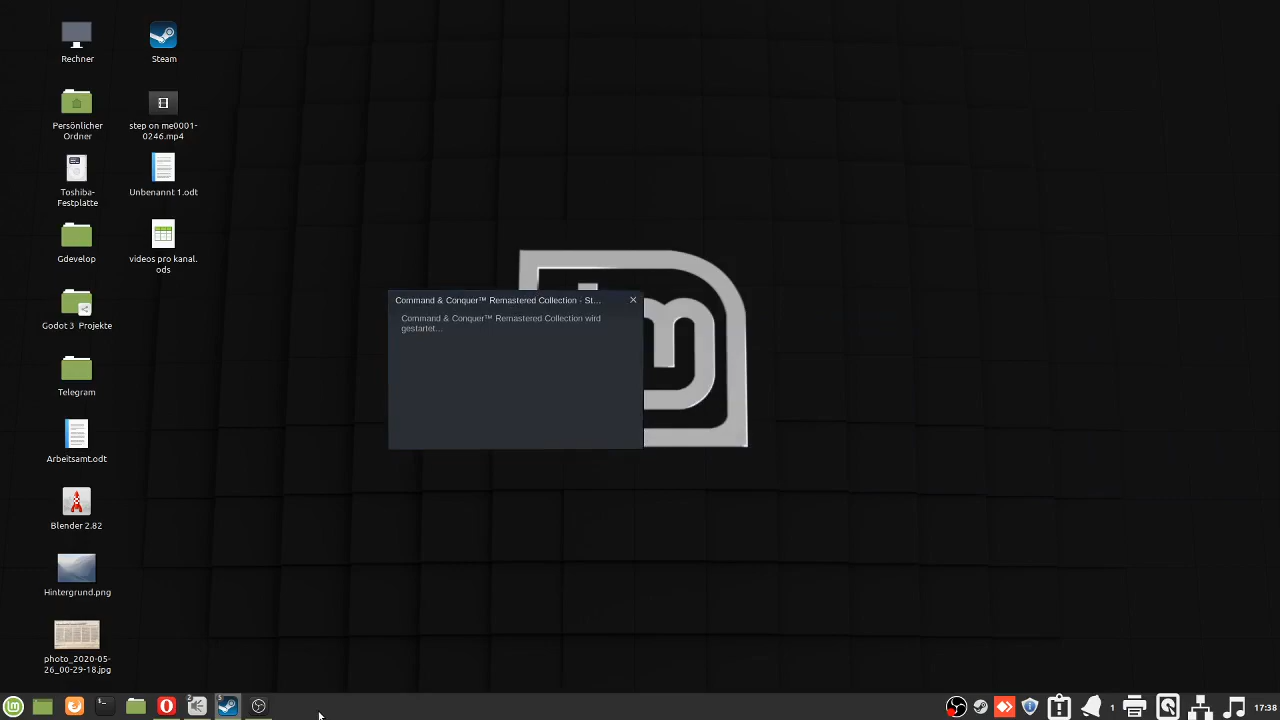 Rechner
Steam
Persönlicher
Ordner
step on me0001-
0246.mp4
Toshiba-
Festplatte
Unbenannt 1.odt
Gdevelop
videos pro kanal.
ods
Godot 3 Projekte
Telegram
Arbeitsamt.odt
Blender 2.82
Hintergrund.png
photo_2020-05-
26_00-29-18.jpg
Command & Conquer™ Remastered Collection - St...
Command & Conquer™ Remastered Collection wird
gestartet...
2
5
1
17:38